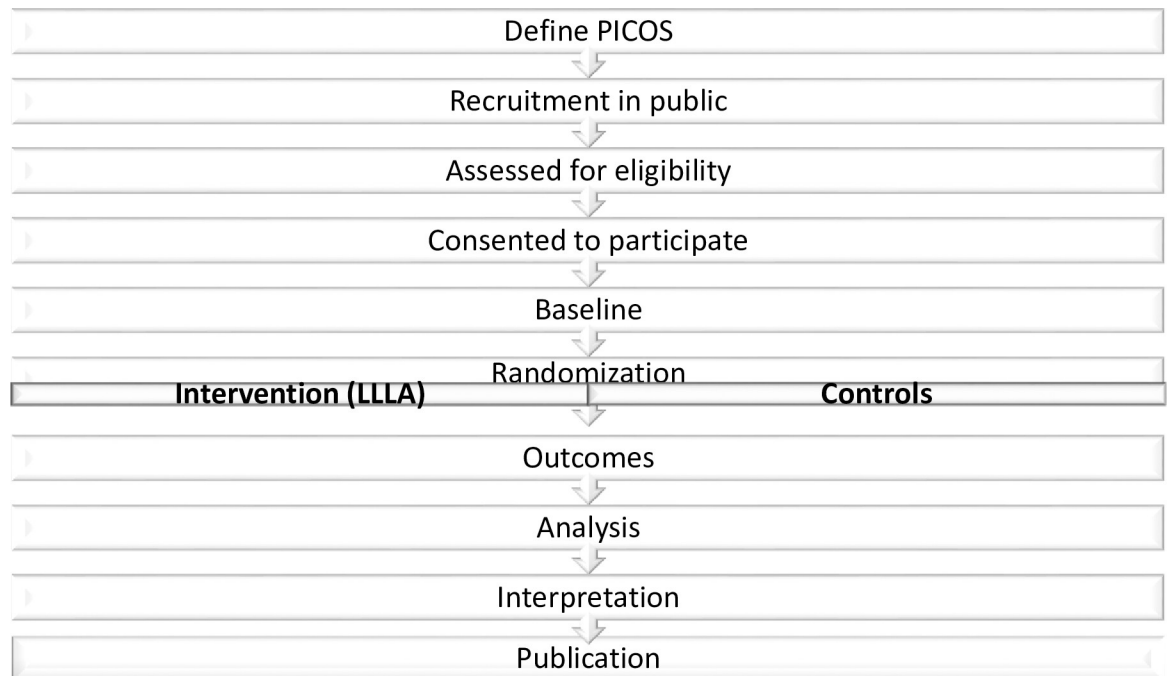 Define PICOS
Recruitment in public
Assessed for eligibility
Consented to participate
Baseline
Randomization
Intervention (LLLA)
Controls
Outcomes
Analysis
Interpretation
Publication